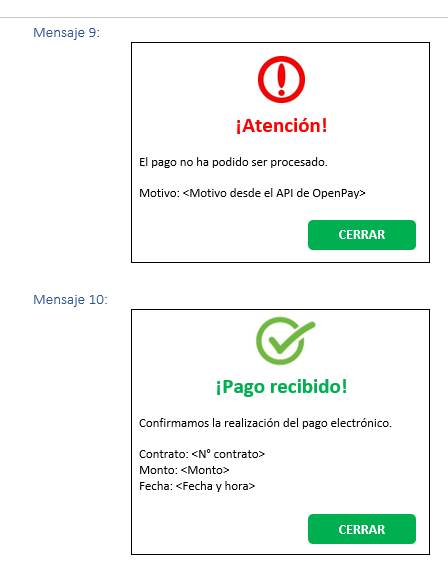 Mensaje 9:
¡Atención!
El pago no ha podido ser procesado.
Motivo: <Motivo desde el API de OpenPay>
CERRAR
Mensaje 10:
¡Pago recibido!
Confirmamos la realización del pago electrónico.
Contrato: <N° contrato>
Monto: <Monto>
Fecha: <Fecha y hora>
CERRAR